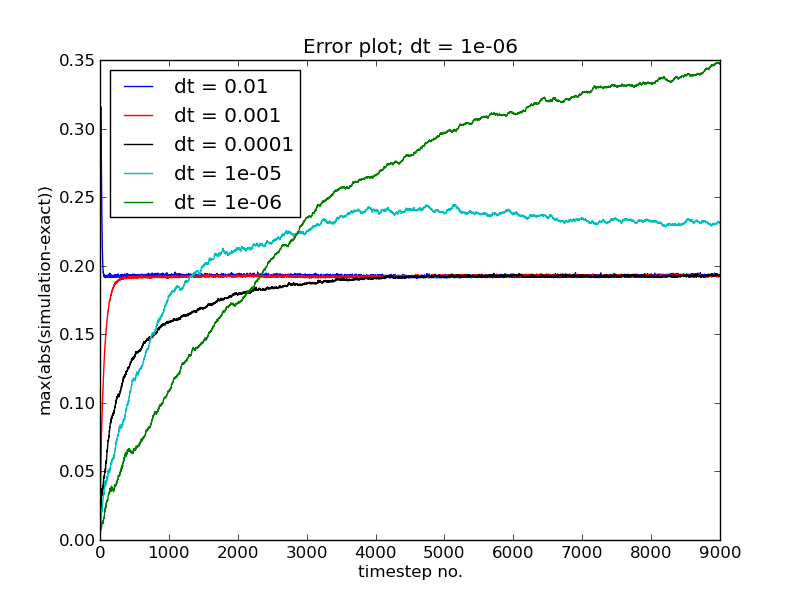 Error plot; dt = 1e-06
dt = 0.01
dt = 0.001
dt = 0.0001
dt = 1e-05
dt = 1e-06
max(abs(simulation-exact))
0.35
0.30
0.25
0.20
0.15
0.10
0.05
0.00
0 1000 2000 3000 4000 5000 6000 7000 8000 9000
timestep no.